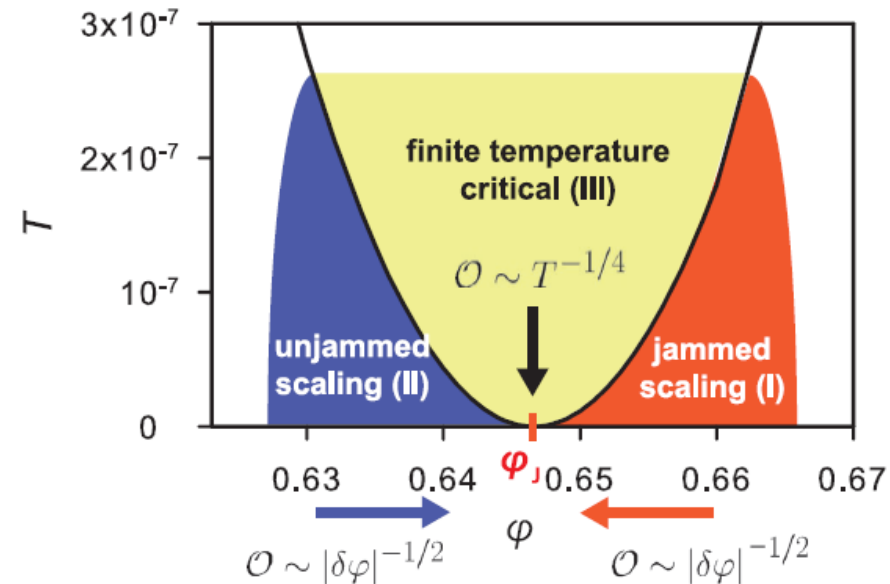 3x10⁻⁷
2x10⁻⁷
10⁻⁷
0
T
finite temperature
critical (III)
𝒪 ~ T⁻¹/⁴
unjammed
scaling (II)
jammed
scaling (I)
0.63 0.64 φJ 0.65 0.66 0.67
φ
𝒪 ~ |δφ|⁻¹/² 𝒪 ~ |δφ|⁻¹/²